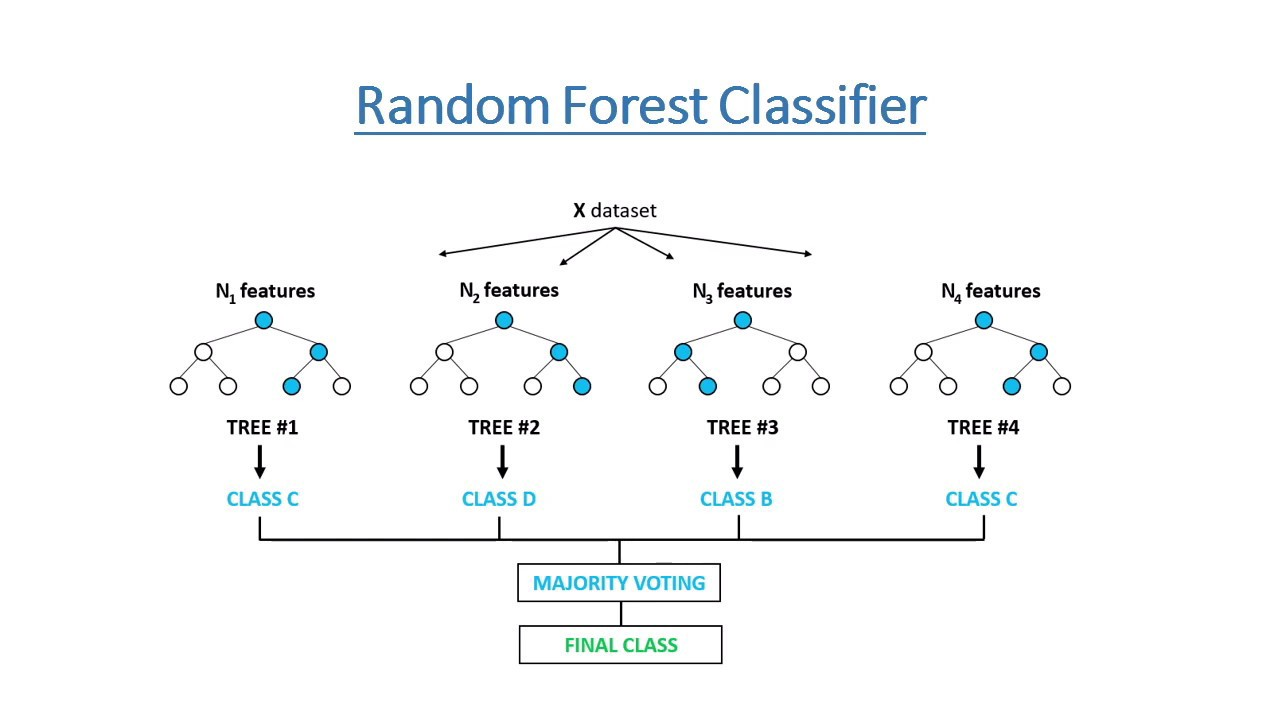 Random Forest Classifier
X dataset
N1 features
N2 features
N3 features
N4 features
TREE #1
TREE #2
TREE #3
TREE #4
CLASS C
CLASS D
CLASS B
CLASS C
MAJORITY VOTING
FINAL CLASS